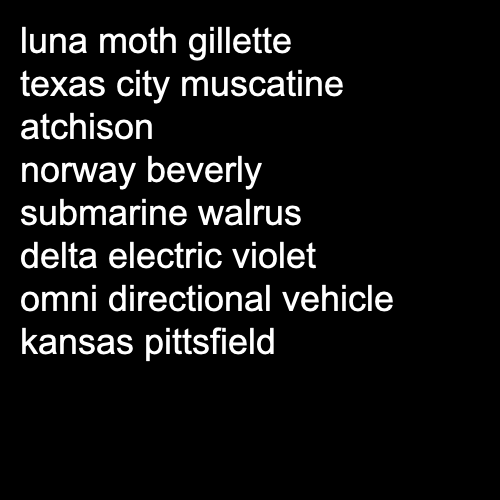 luna moth gillette
texas city muscatine
atchison
norway beverly
submarine walrus
delta electric violet
omni directional vehicle
kansas pittsfield